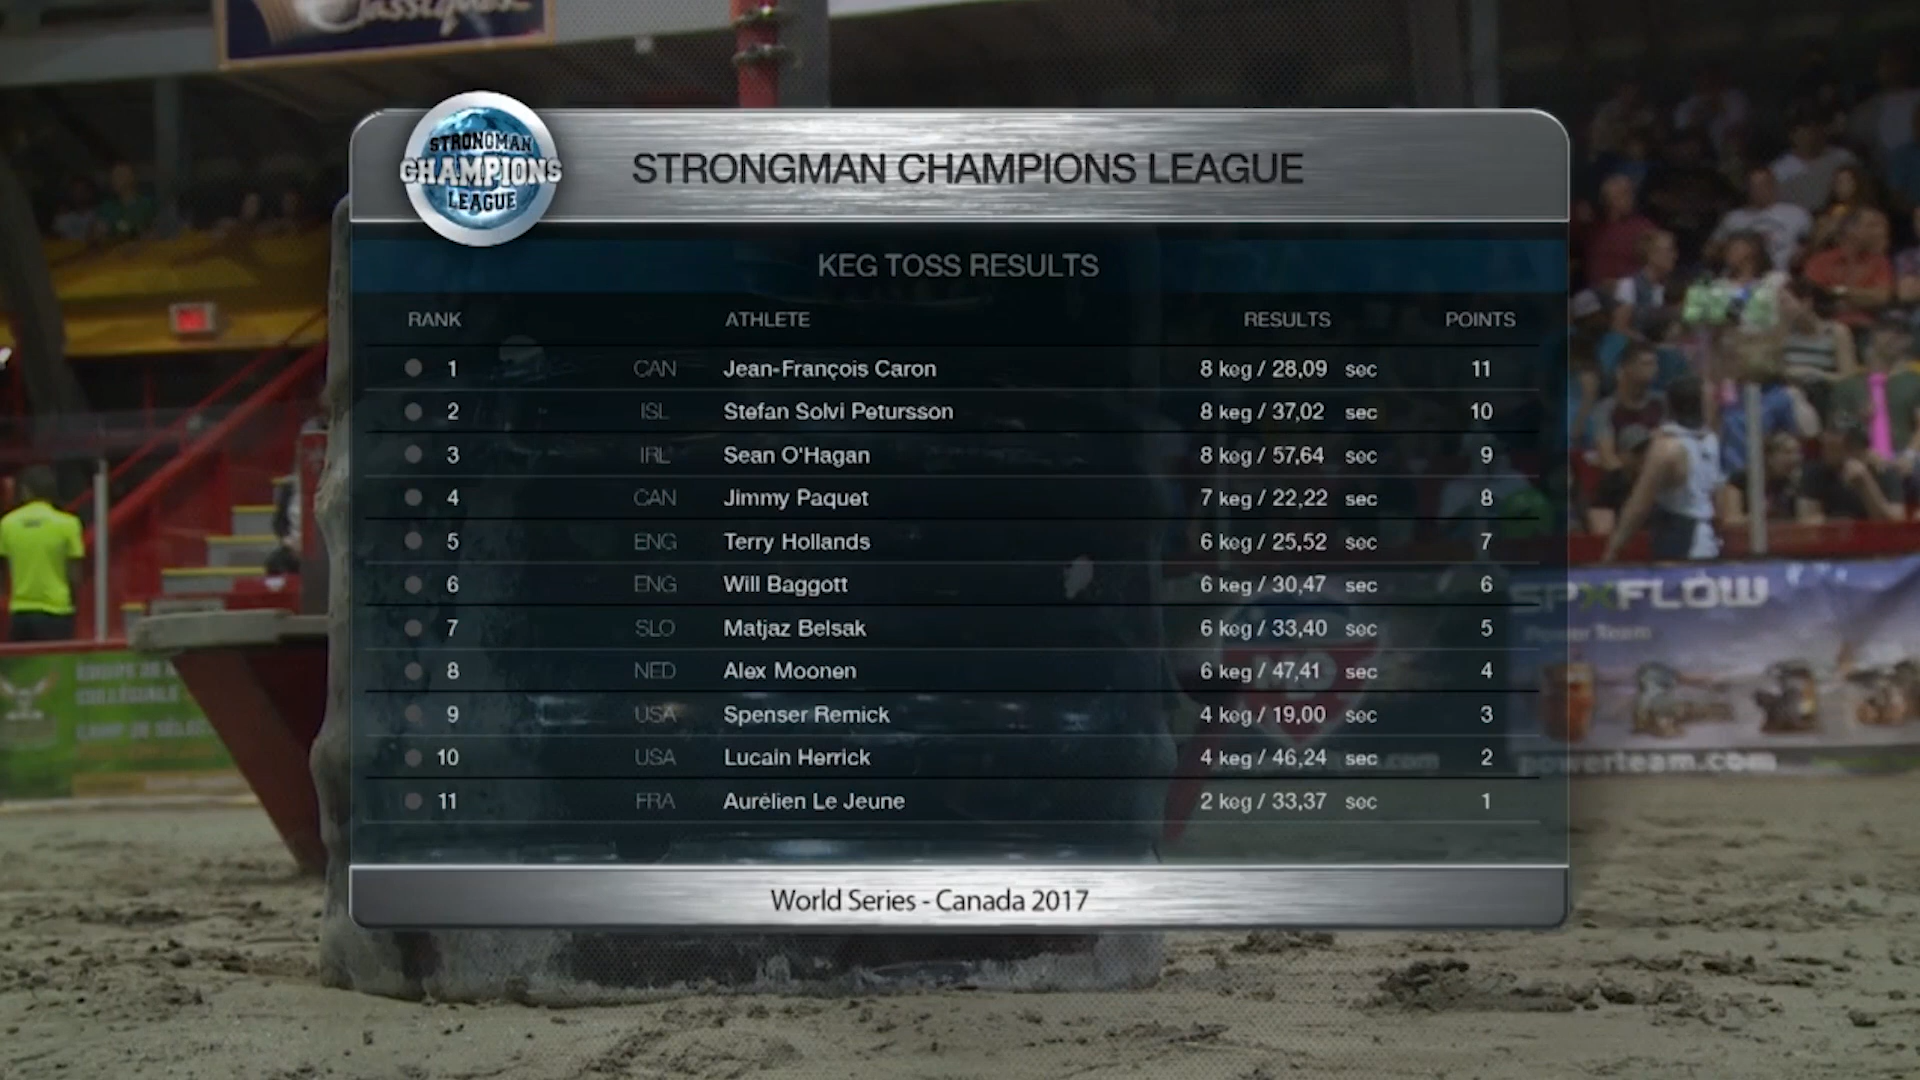 Classiques
STRONGMAN
CHAMPIONS
LEAGUE
STRONGMAN CHAMPIONS LEAGUE
KEG TOSS RESULTS
RANK ATHLETE RESULTS POINTS
1 CAN Jean-François Caron 8 keg / 28,09 sec 11
2 ISL Stefan Solvi Petursson 8 keg / 37,02 sec 10
3 IRL Sean O'Hagan 8 keg / 57,64 sec 9
4 CAN Jimmy Paquet 7 keg / 22,22 sec 8
5 ENG Terry Hollands 6 keg / 25,52 sec 7
6 ENG Will Baggott 6 keg / 30,47 sec 6
7 SLO Matjaz Belsak 6 keg / 33,40 sec 5
8 NED Alex Moonen 6 keg / 47,41 sec 4
9 USA Spenser Remick 4 keg / 19,00 sec 3
10 USA Lucain Herrick 4 keg / 46,24 sec 2
11 FRA Aurélien Le Jeune 2 keg / 33,37 sec 1
World Series - Canada 2017
SPXFLOW
Power Team
powerteam.com
ÉQUIPE DE
COLLÉGIALE
CAMP DE